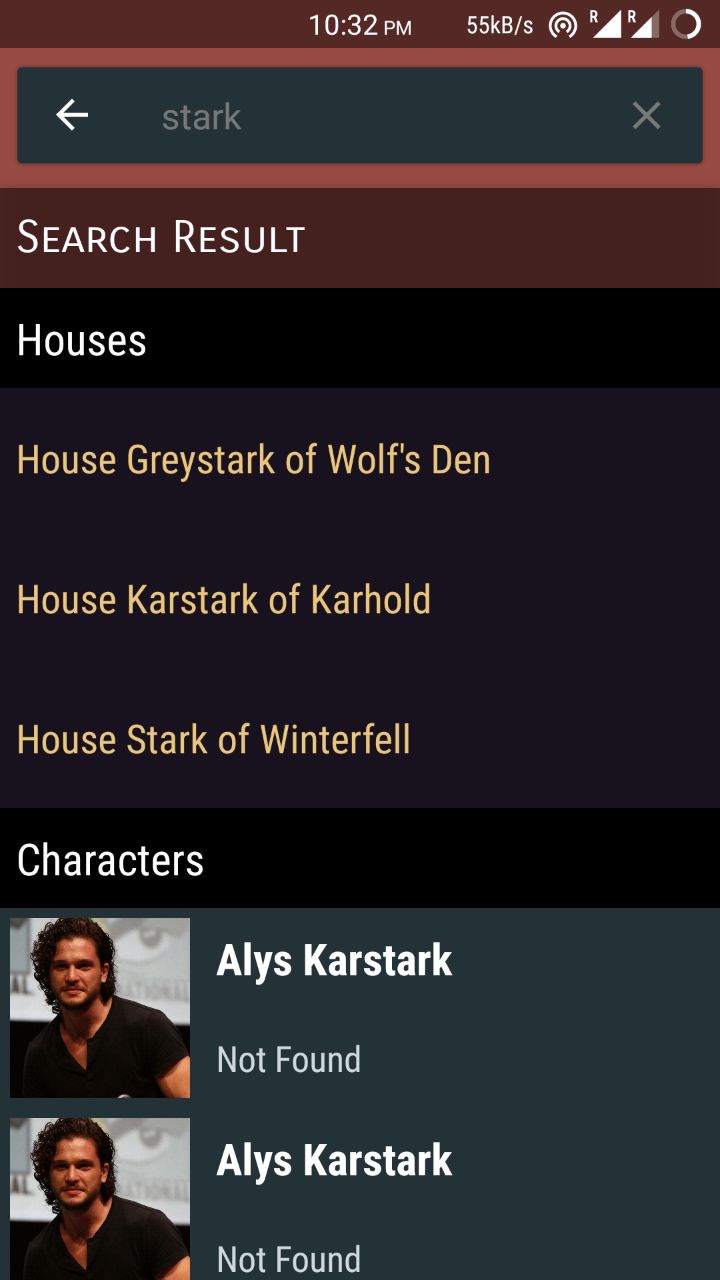 10:32 PM 55kB/s R R
stark
Search Result
Houses
House Greystark of Wolf's Den
House Karstark of Karhold
House Stark of Winterfell
Characters
Alys Karstark
Not Found
Alys Karstark
Not Found